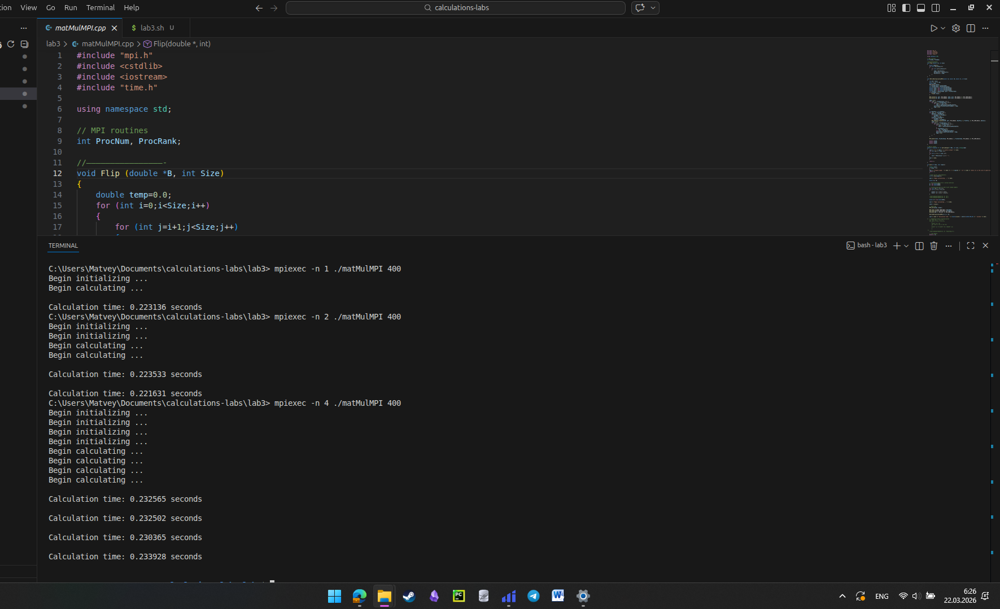 ion View Go Run Terminal Help
calculations-labs
matMulMPI.cpp
$ lab3.sh U
lab3 > matMulMPI.cpp > Flip(double *, int)
1 #include "mpi.h"
2 #include <cstdlib>
3 #include <iostream>
4 #include "time.h"
5
6 using namespace std;
7
8 // MPI routines
9 int ProcNum, ProcRank;
10
11 //————————————————-
12 void Flip (double *B, int Size)
13 {
14 double temp=0.0;
15 for (int i=0;i<Size;i++)
16 {
17 for (int j=i+1;j<Size;j++)
TERMINAL
bash - lab3
C:\Users\Matvey\Documents\calculations-labs\lab3> mpiexec -n 1 ./matMulMPI 400
Begin initializing ...
Begin calculating ...
Calculation time: 0.223136 seconds
C:\Users\Matvey\Documents\calculations-labs\lab3> mpiexec -n 2 ./matMulMPI 400
Begin initializing ...
Begin initializing ...
Begin calculating ...
Begin calculating ...
Calculation time: 0.223533 seconds
Calculation time: 0.221631 seconds
C:\Users\Matvey\Documents\calculations-labs\lab3> mpiexec -n 4 ./matMulMPI 400
Begin initializing ...
Begin initializing ...
Begin initializing ...
Begin initializing ...
Begin calculating ...
Begin calculating ...
Begin calculating ...
Begin calculating ...
Calculation time: 0.232565 seconds
Calculation time: 0.232502 seconds
Calculation time: 0.230365 seconds
Calculation time: 0.233928 seconds
PC
W
ENG
6:26
22.03.2026